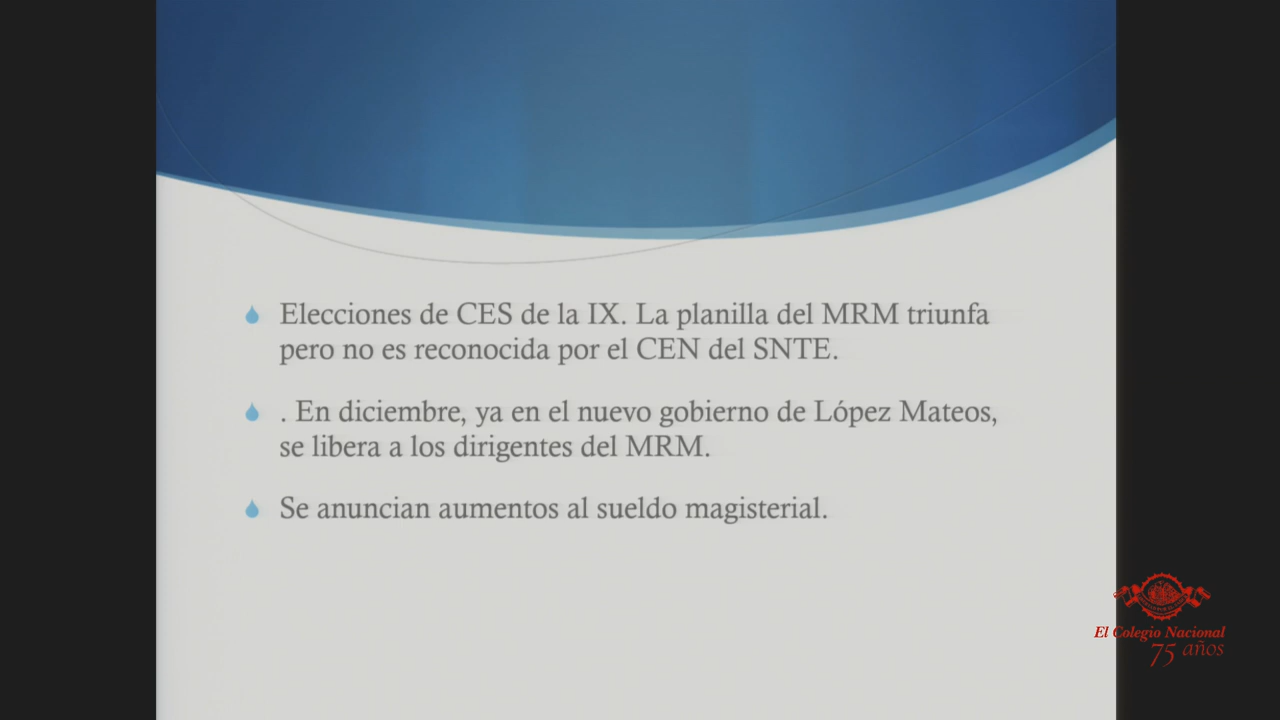 Elecciones de CES de la IX. La planilla del MRM triunfa
pero no es reconocida por el CEN del SNTE.
. En diciembre, ya en el nuevo gobierno de López Mateos,
se libera a los dirigentes del MRM.
Se anuncian aumentos al sueldo magisterial.
El Colegio Nacional
75 años